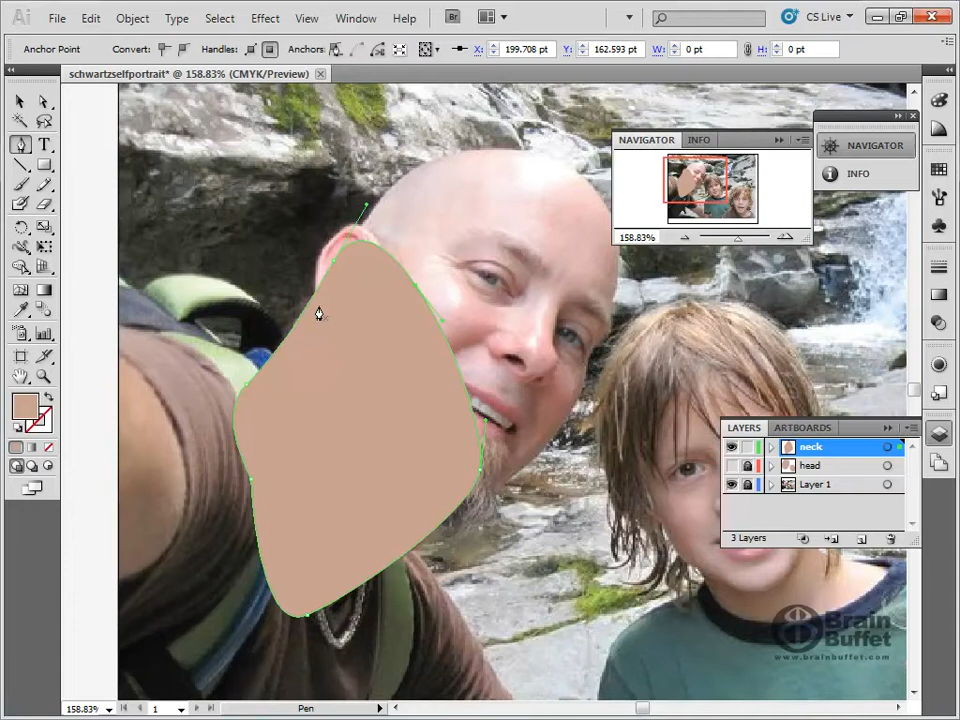 Ai File Edit Object Type Select Effect View Window Help Br CS Live
Anchor Point Convert: Handles: Anchors: X: 199.708 pt Y: 162.593 pt W: 0 pt H: 0 pt
schwartzselfportrait* @ 158.83% (CMYK/Preview)
NAVIGATOR INFO
158.83%
NAVIGATOR
INFO
LAYERS ARTBOARDS
neck
head
Layer 1
3 Layers
Brain
Buffet
www.brainbuffet.com
158.83% 1 Pen